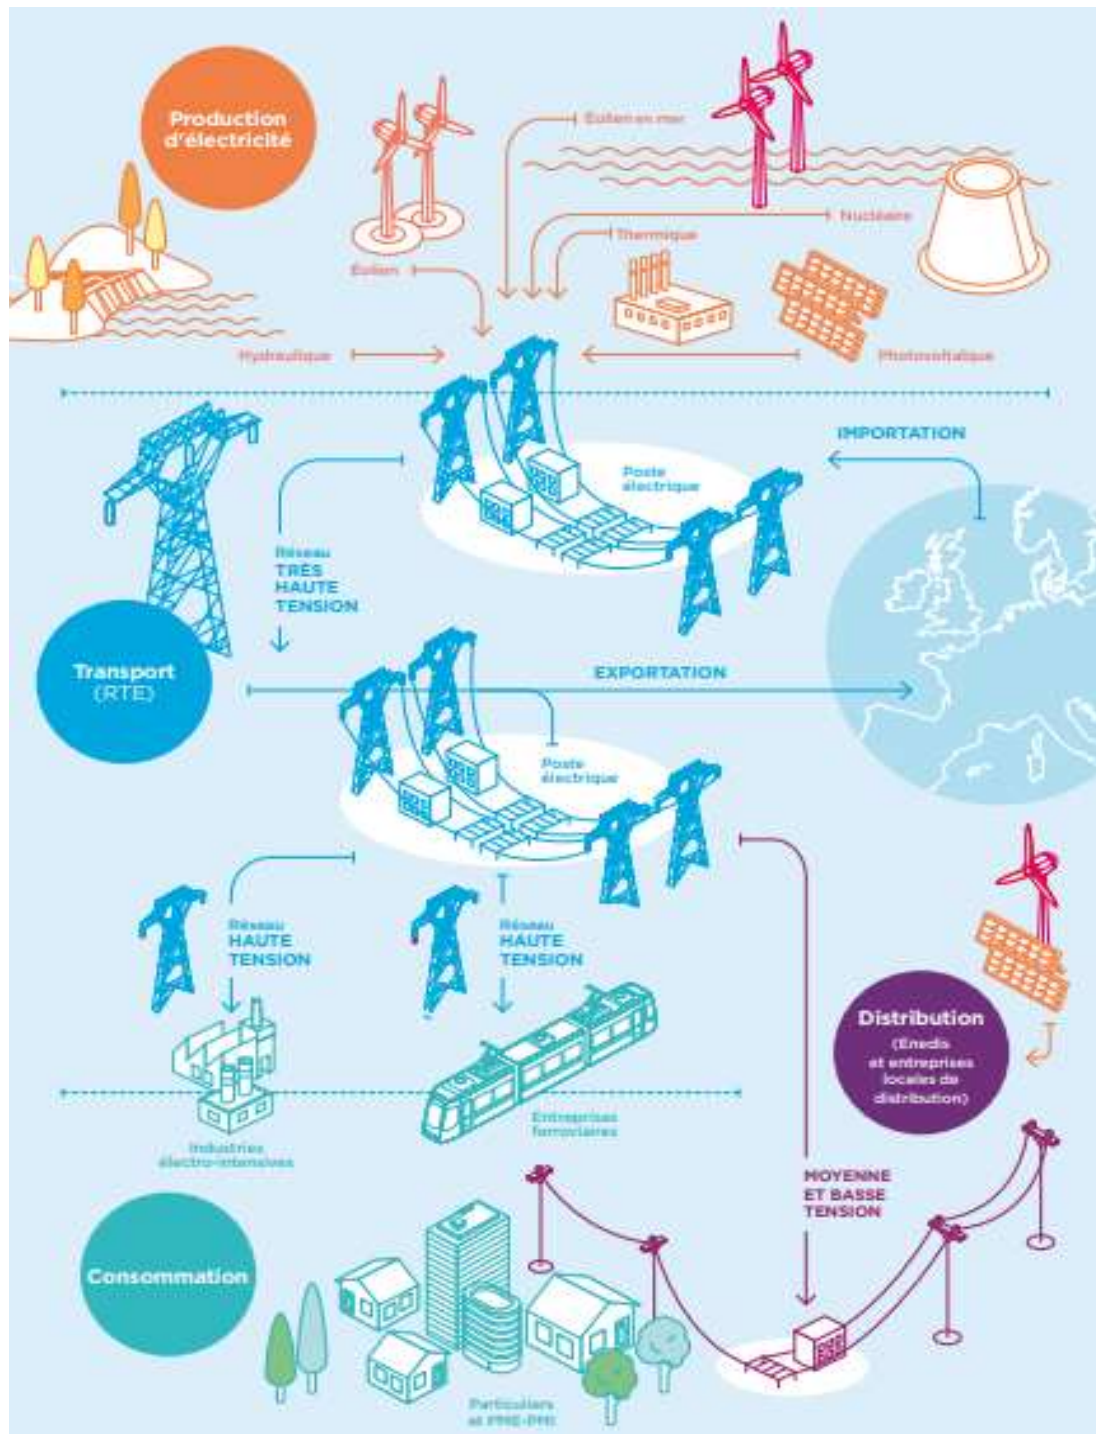 Production
d'électricité
Éolien en mer
Nucléaire
Thermique
Éolien
Hydraulique
Photovoltaïque
IMPORTATION
Poste
électrique
Réseau
TRÈS
HAUTE
TENSION
Transport
(RTE)
EXPORTATION
Poste
électrique
Réseau
HAUTE
TENSION
Réseau
HAUTE
TENSION
Distribution
(Enedis
et entreprises
locales de
distribution)
Entreprises
ferroviaires
Industries
électro-intensives
MOYENNE
ET BASSE
TENSION
Consommation
Particuliers
et PME-PMI